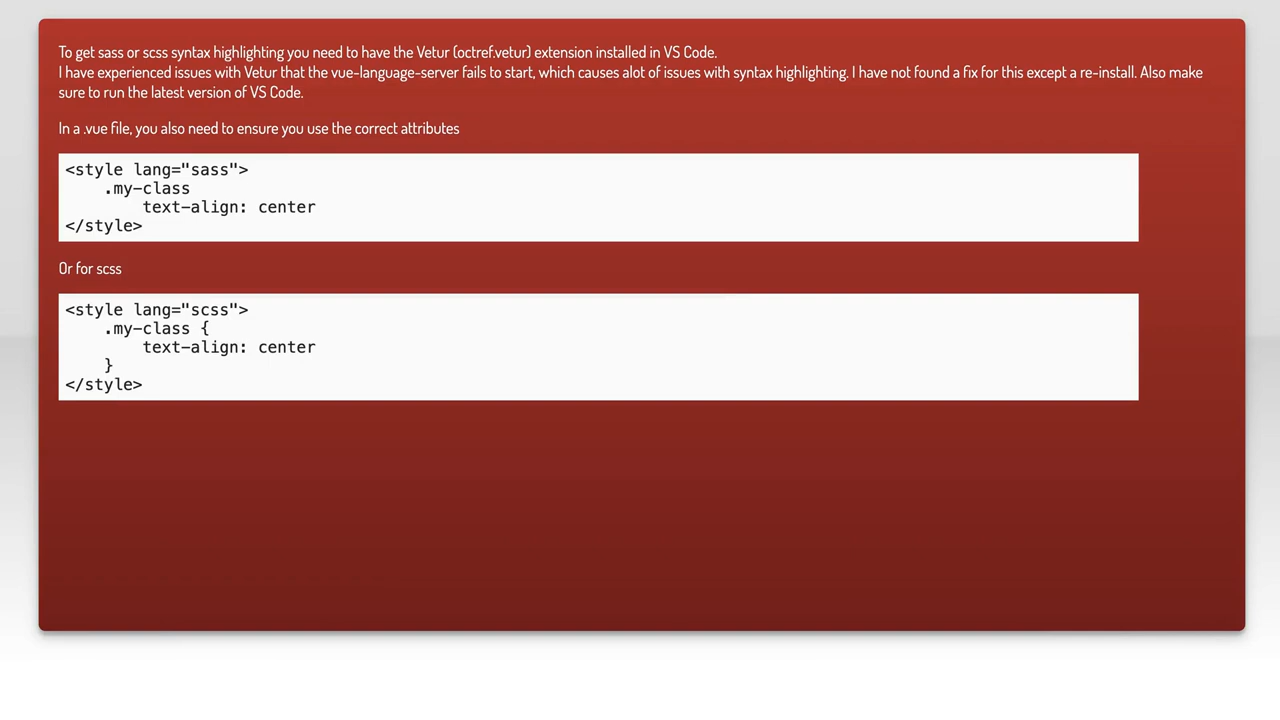 To get sass or scss syntax highlighting you need to have the Vetur (octref.vetur) extension installed in VS Code.
I have experienced issues with Vetur that the vue-language-server fails to start, which causes alot of issues with syntax highlighting. I have not found a fix for this except a re-install. Also make
sure to run the latest version of VS Code.
In a .vue file, you also need to ensure you use the correct attributes
<style lang="sass">
    .my-class
        text-align: center
</style>
Or for scss
<style lang="scss">
    .my-class {
        text-align: center
    }
</style>